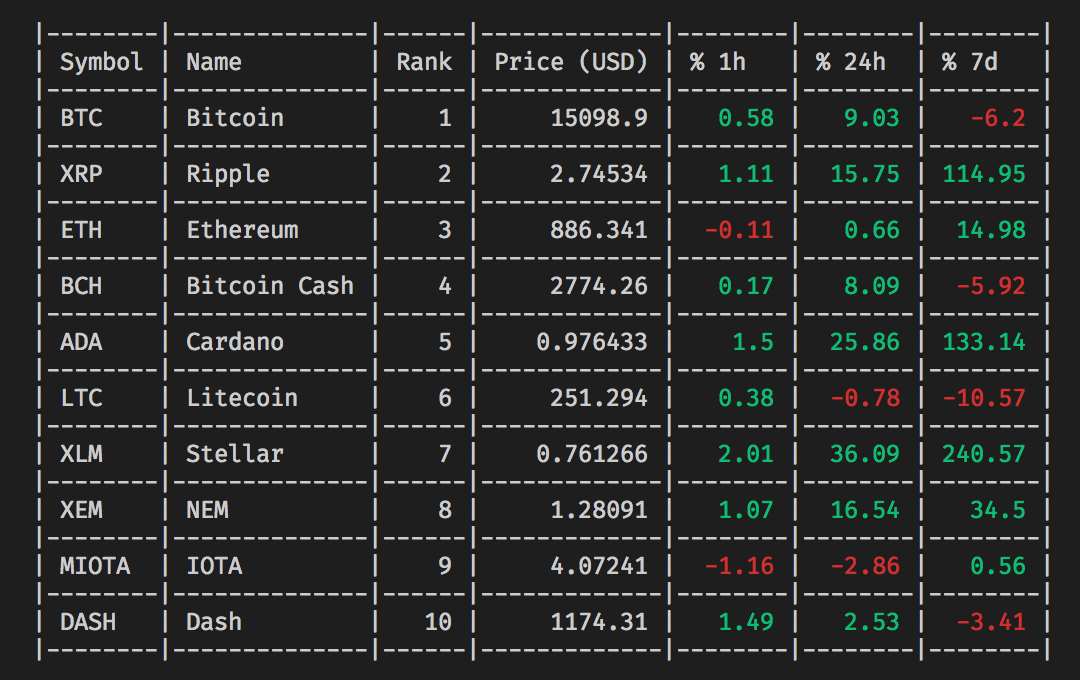 |--------|--------------|------|-------------|--------|--------|--------|
| Symbol | Name         | Rank | Price (USD) | % 1h   | % 24h  | % 7d   |
|--------|--------------|------|-------------|--------|--------|--------|
| BTC    | Bitcoin      |    1 |     15098.9 |   0.58 |   9.03 |   -6.2 |
|--------|--------------|------|-------------|--------|--------|--------|
| XRP    | Ripple       |    2 |     2.74534 |   1.11 |  15.75 | 114.95 |
|--------|--------------|------|-------------|--------|--------|--------|
| ETH    | Ethereum     |    3 |     886.341 |  -0.11 |   0.66 |  14.98 |
|--------|--------------|------|-------------|--------|--------|--------|
| BCH    | Bitcoin Cash |    4 |     2774.26 |   0.17 |   8.09 |  -5.92 |
|--------|--------------|------|-------------|--------|--------|--------|
| ADA    | Cardano      |    5 |    0.976433 |    1.5 |  25.86 | 133.14 |
|--------|--------------|------|-------------|--------|--------|--------|
| LTC    | Litecoin     |    6 |     251.294 |   0.38 |  -0.78 | -10.57 |
|--------|--------------|------|-------------|--------|--------|--------|
| XLM    | Stellar      |    7 |    0.761266 |   2.01 |  36.09 | 240.57 |
|--------|--------------|------|-------------|--------|--------|--------|
| XEM    | NEM          |    8 |     1.28091 |   1.07 |  16.54 |   34.5 |
|--------|--------------|------|-------------|--------|--------|--------|
| MIOTA  | IOTA         |    9 |     4.07241 |  -1.16 |  -2.86 |   0.56 |
|--------|--------------|------|-------------|--------|--------|--------|
| DASH   | Dash         |   10 |     1174.31 |   1.49 |   2.53 |  -3.41 |
|--------|--------------|------|-------------|--------|--------|--------|